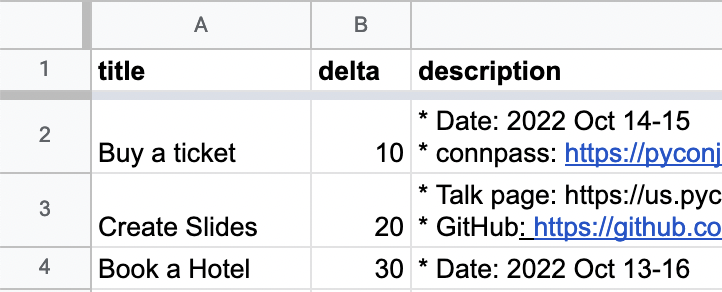 A B
1 title delta description
* Date: 2022 Oct 14-15
2 Buy a ticket 10 * connpass: https://pyconj
* Talk page: https://us.pyc
3 Create Slides 20 * GitHub: https://github.co
4 Book a Hotel 30 * Date: 2022 Oct 13-16